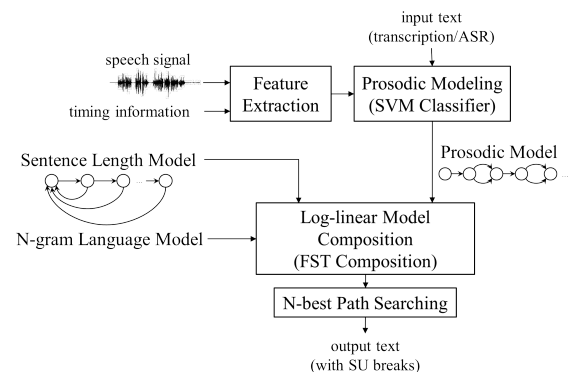 input text
(transcription/ASR)
speech signal
timing information
Feature
Extraction
Prosodic Modeling
(SVM Classifier)
Sentence Length Model
Prosodic Model
N-gram Language Model
Log-linear Model
Composition
(FST Composition)
N-best Path Searching
output text
(with SU breaks)